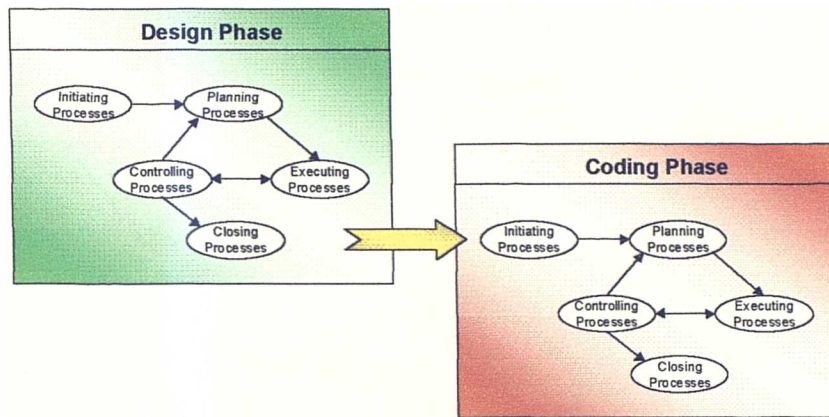 Design Phase
Initiating
Processes
Planning
Processes
Controlling
Processes
Executing
Processes
Closing
Processes
Coding Phase
Initiating
Processes
Planning
Processes
Controlling
Processes
Executing
Processes
Closing
Processes